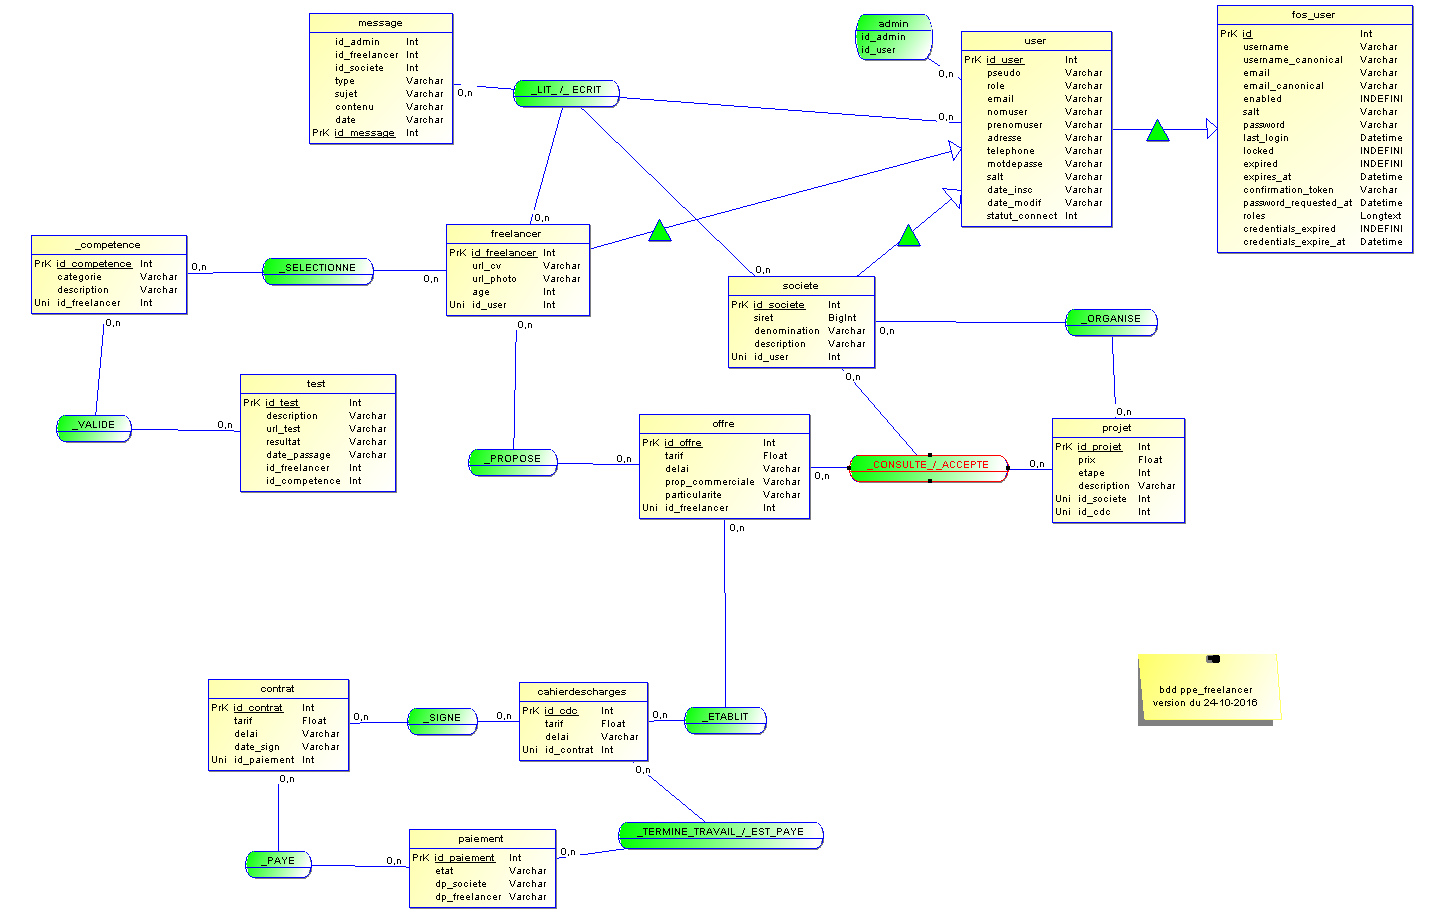 message
id_admin Int
id_freelancer Int
id_societe Int
type Varchar
sujet Varchar
contenu Varchar
date Varchar
PrK id_message Int
0,n
_LIT_/_ ECRIT
admin
id_admin
id_user
0,n
user
PrK id_user Int
pseudo Varchar
role Varchar
email Varchar
nomuser Varchar
prenomuser Varchar
adresse Varchar
telephone Varchar
motdepasse Varchar
salt Varchar
date_insc Varchar
date_modif Varchar
statut_connect Int
0,n
fos_user
PrK id Int
username Varchar
username_canonical Varchar
email Varchar
email_canonical Varchar
enabled INDEFINI
salt Varchar
password Varchar
last_login Datetime
locked INDEFINI
expired INDEFINI
expires_at Datetime
confirmation_token Varchar
password_requested_at Datetime
roles Longtext
credentials_expired INDEFINI
credentials_expire_at Datetime
_competence
PrK id_competence Int
categorie Varchar
description Varchar
Uni id_freelancer Int
0,n
_SELECTIONNE
0,n
0,n
freelancer
PrK id_freelancer Int
url_cv Varchar
url_photo Varchar
age Int
Uni id_user Int
0,n
0,n
societe
PrK id_societe Int
siret BigInt
denomination Varchar
description Varchar
Uni id_user Int
0,n
_ORGANISE
0,n
0,n
_VALIDE
0,n
test
PrK id_test Int
description Varchar
url_test Varchar
resultat Varchar
date_passage Varchar
id_freelancer Int
id_competence Int
_PROPOSE
0,n
offre
PrK id_offre Int
tarif Float
delai Varchar
prop_commerciale Varchar
particularite Varchar
Uni id_freelancer Int
0,n
0,n
_CONSULTE_/_ACCEPTE
0,n
0,n
projet
PrK id_projet Int
prix Float
etape Int
description Varchar
Uni id_societe Int
Uni id_cdc Int
bdd ppe_freelancer
version du 24-10-2016
contrat
PrK id_contrat Int
tarif Float
delai Varchar
date_sign Varchar
Uni id_paiement Int
0,n
_SIGNE
0,n
cahierdescharges
PrK id_cdc Int
tarif Float
delai Varchar
Uni id_contrat Int
0,n
_ETABLIT
0,n
0,n
_TERMINE_TRAVAIL_/_EST_PAYE
_PAYE
0,n
paiement
PrK id_paiement Int
etat Varchar
dp_societe Varchar
dp_freelancer Varchar
0,n